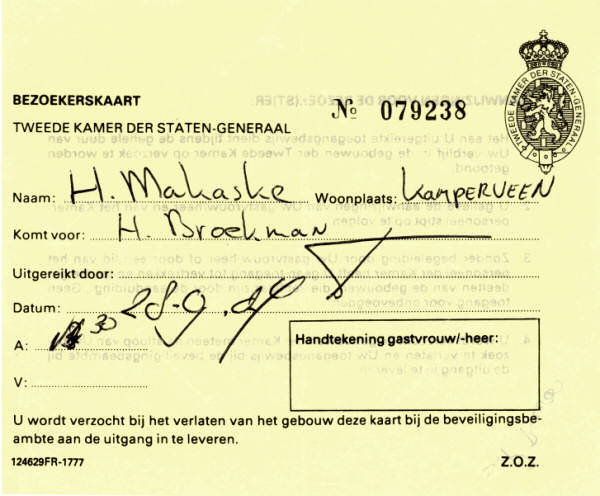 TWEEDE KAMER DER STATEN-GENERAAL
BEZOEKERSKAART
№ 079238
TWEEDE KAMER DER STATEN-GENERAAL
Naam: H. Makaske Woonplaats: KAMPERVEEN
Komt voor: H. Broekman
Uitgereikt door:
Datum: 28-9.
A: 30
V:
Handtekening gastvrouw/-heer:
U wordt verzocht bij het verlaten van het gebouw deze kaart bij de beveiligingsbe-
ambte aan de uitgang in te leveren.
124629FR-1777 Z.O.Z.